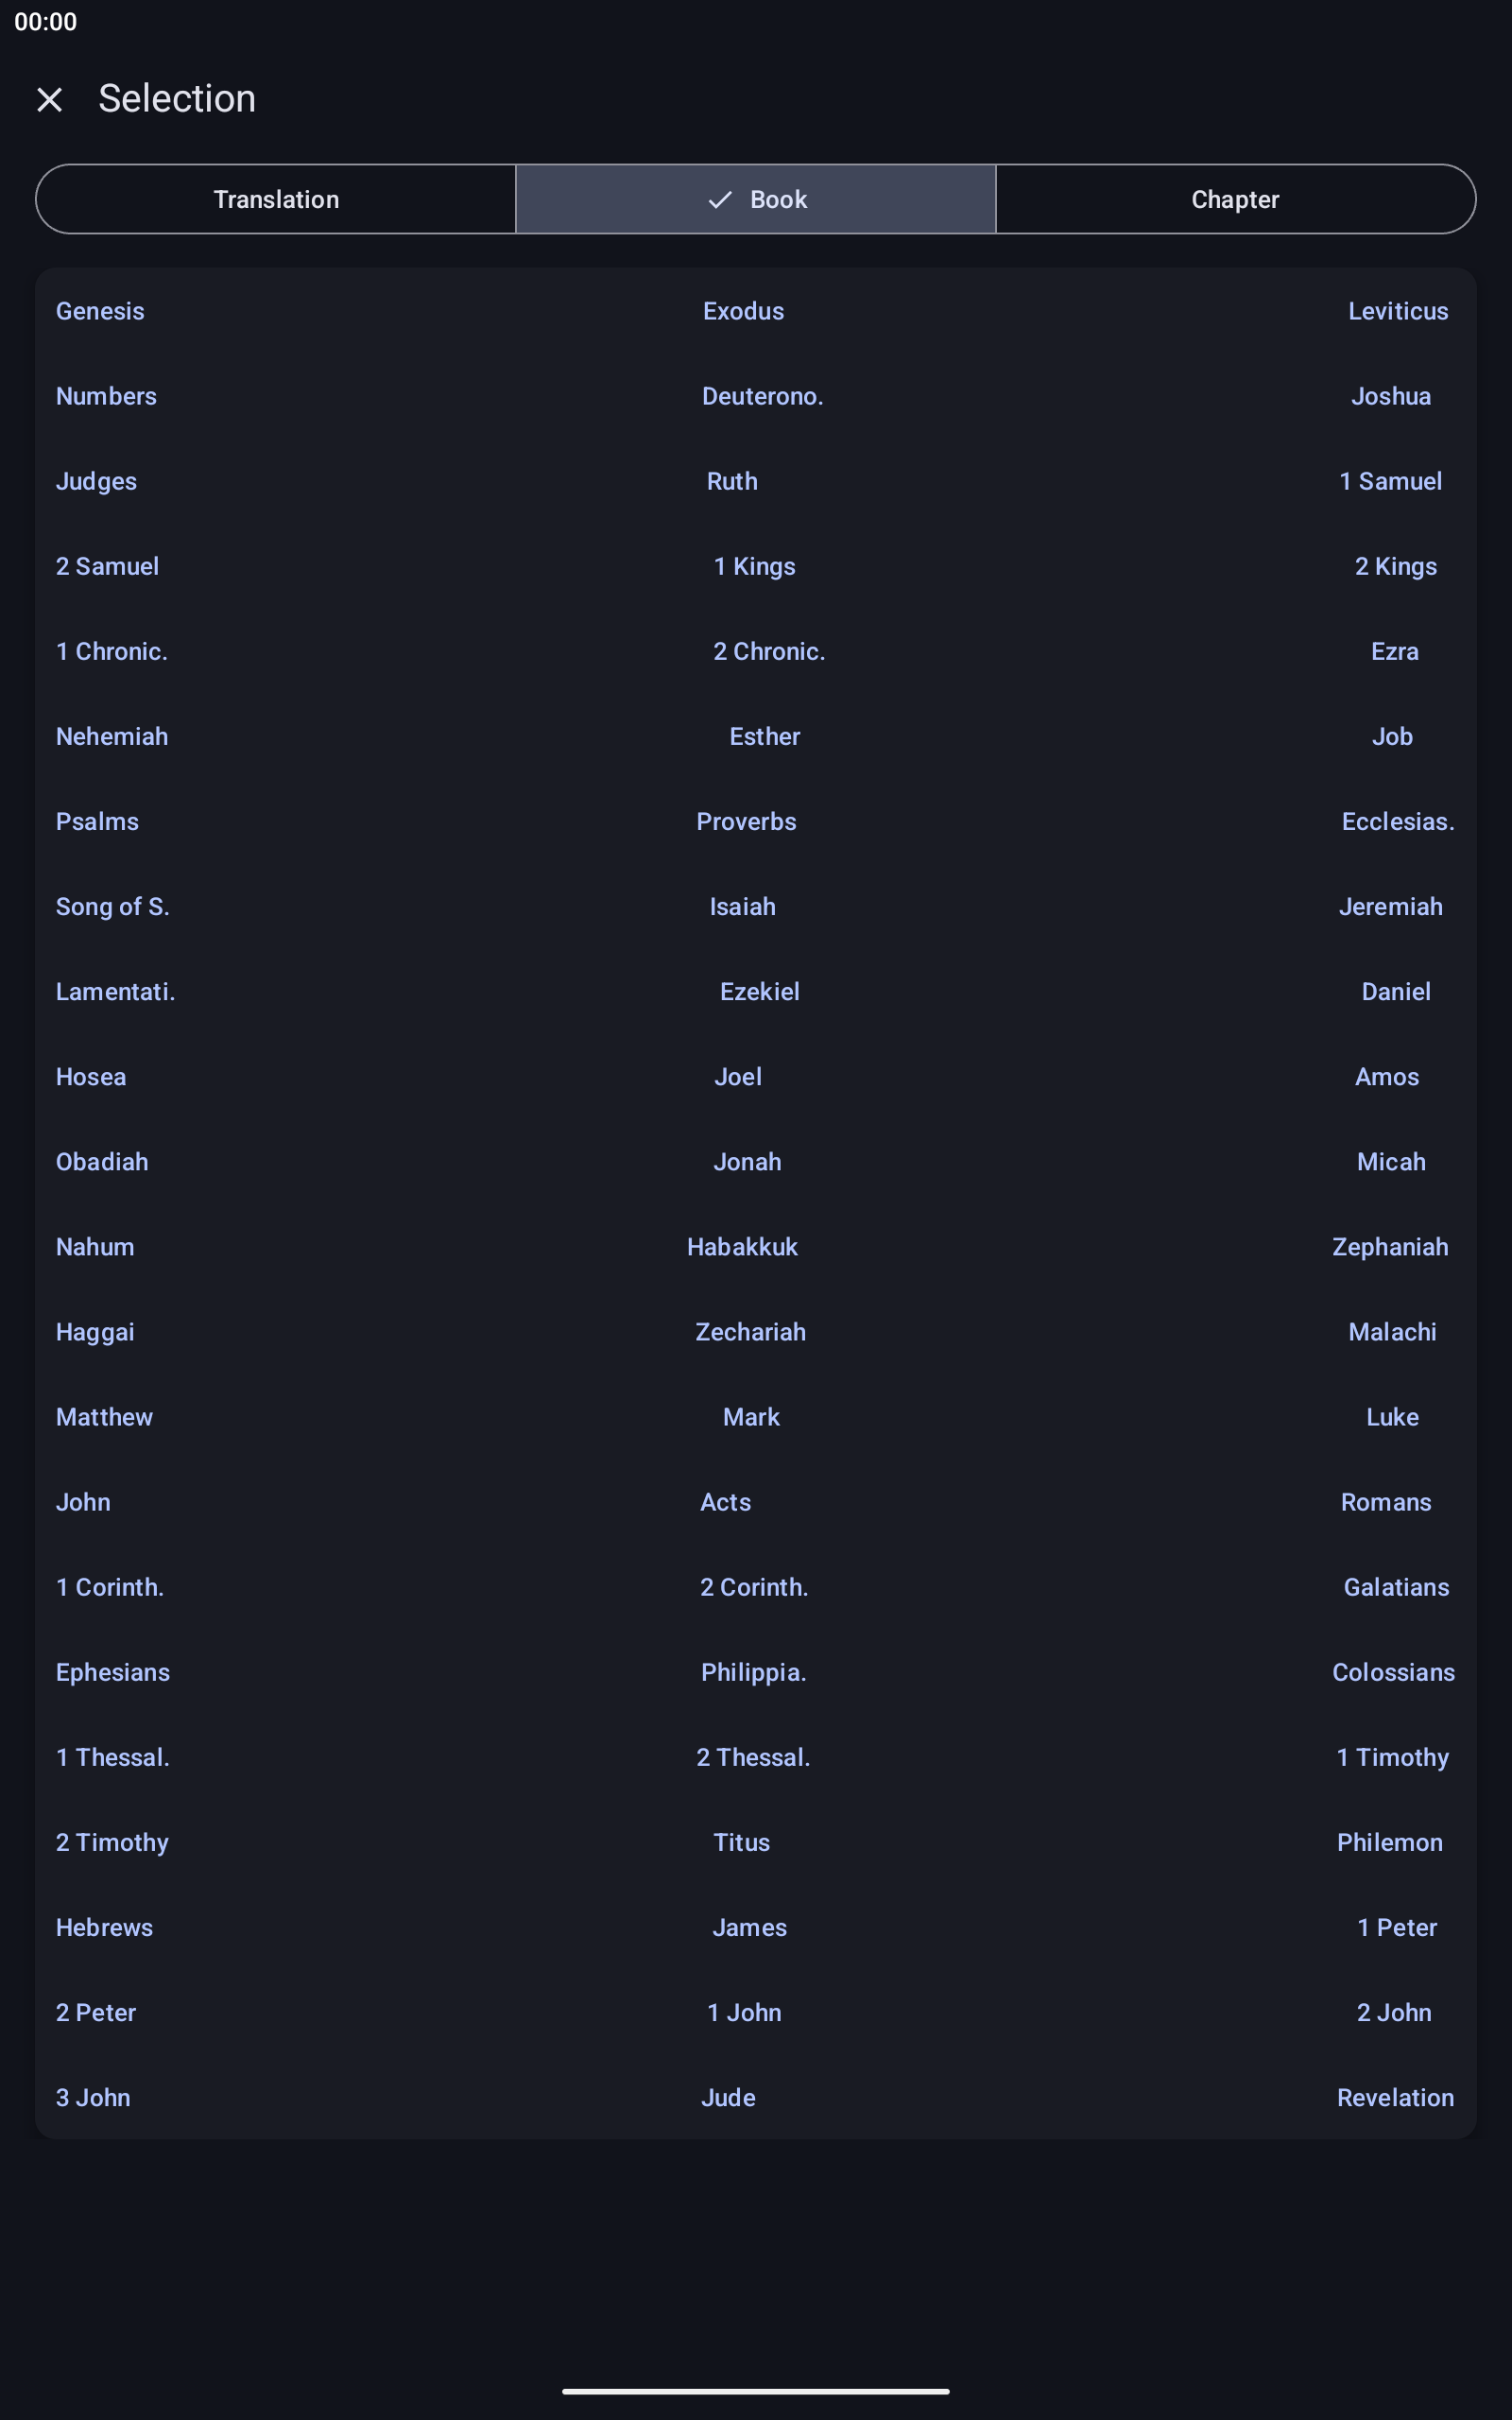 00:00
Selection
Translation Book Chapter
Genesis Exodus Leviticus
Numbers Deuterono. Joshua
Judges Ruth 1 Samuel
2 Samuel 1 Kings 2 Kings
1 Chronic. 2 Chronic. Ezra
Nehemiah Esther Job
Psalms Proverbs Ecclesias.
Song of S. Isaiah Jeremiah
Lamentati. Ezekiel Daniel
Hosea Joel Amos
Obadiah Jonah Micah
Nahum Habakkuk Zephaniah
Haggai Zechariah Malachi
Matthew Mark Luke
John Acts Romans
1 Corinth. 2 Corinth. Galatians
Ephesians Philippia. Colossians
1 Thessal. 2 Thessal. 1 Timothy
2 Timothy Titus Philemon
Hebrews James 1 Peter
2 Peter 1 John 2 John
3 John Jude Revelation